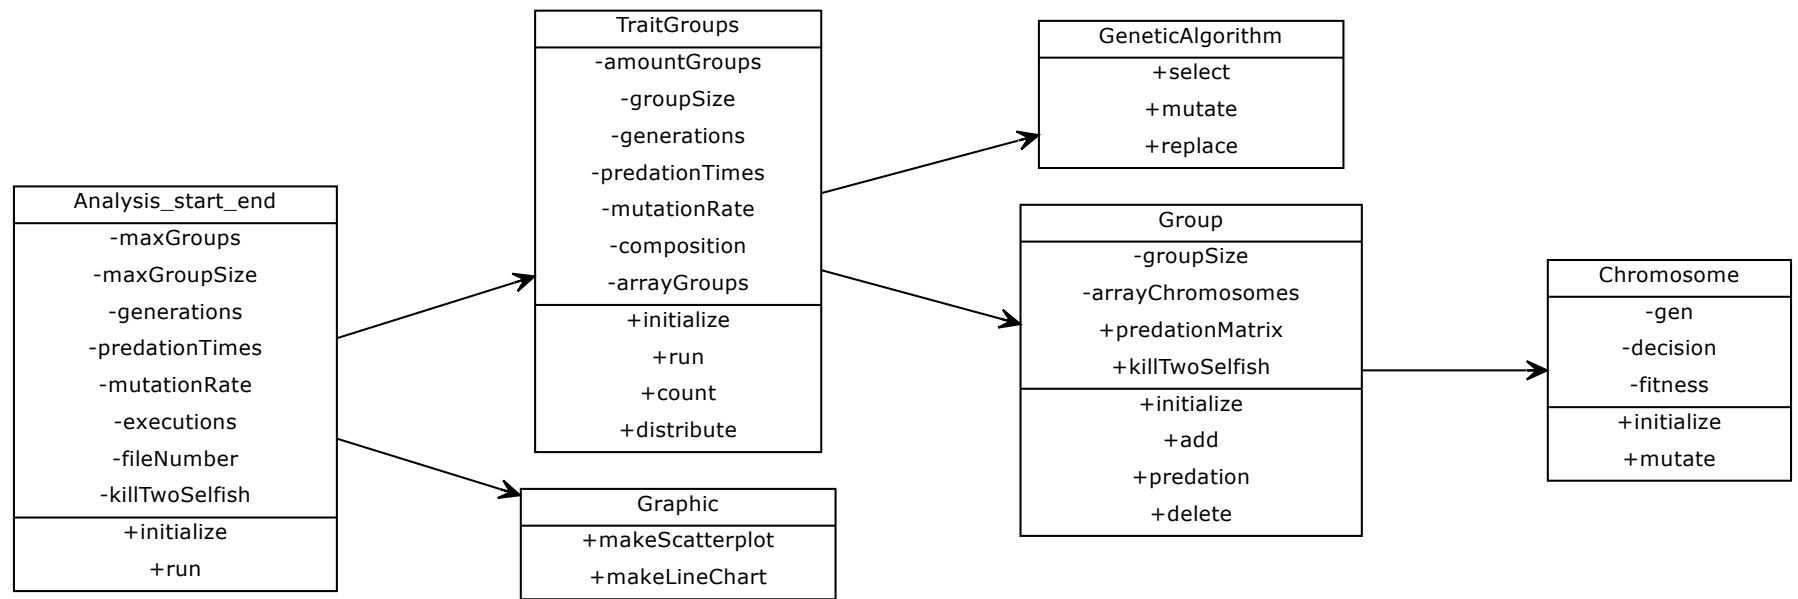 Analysis_start_end
-maxGroups
-maxGroupSize
-generations
-predationTimes
-mutationRate
-executions
-fileNumber
-killTwoSelfish
+initialize
+run
TraitGroups
-amountGroups
-groupSize
-generations
-predationTimes
-mutationRate
-composition
-arrayGroups
+initialize
+run
+count
+distribute
Graphic
+makeScatterplot
+makeLineChart
GeneticAlgorithm
+select
+mutate
+replace
Group
-groupSize
-arrayChromosomes
+predationMatrix
+killTwoSelfish
+initialize
+add
+predation
+delete
Chromosome
-gen
-decision
-fitness
+initialize
+mutate